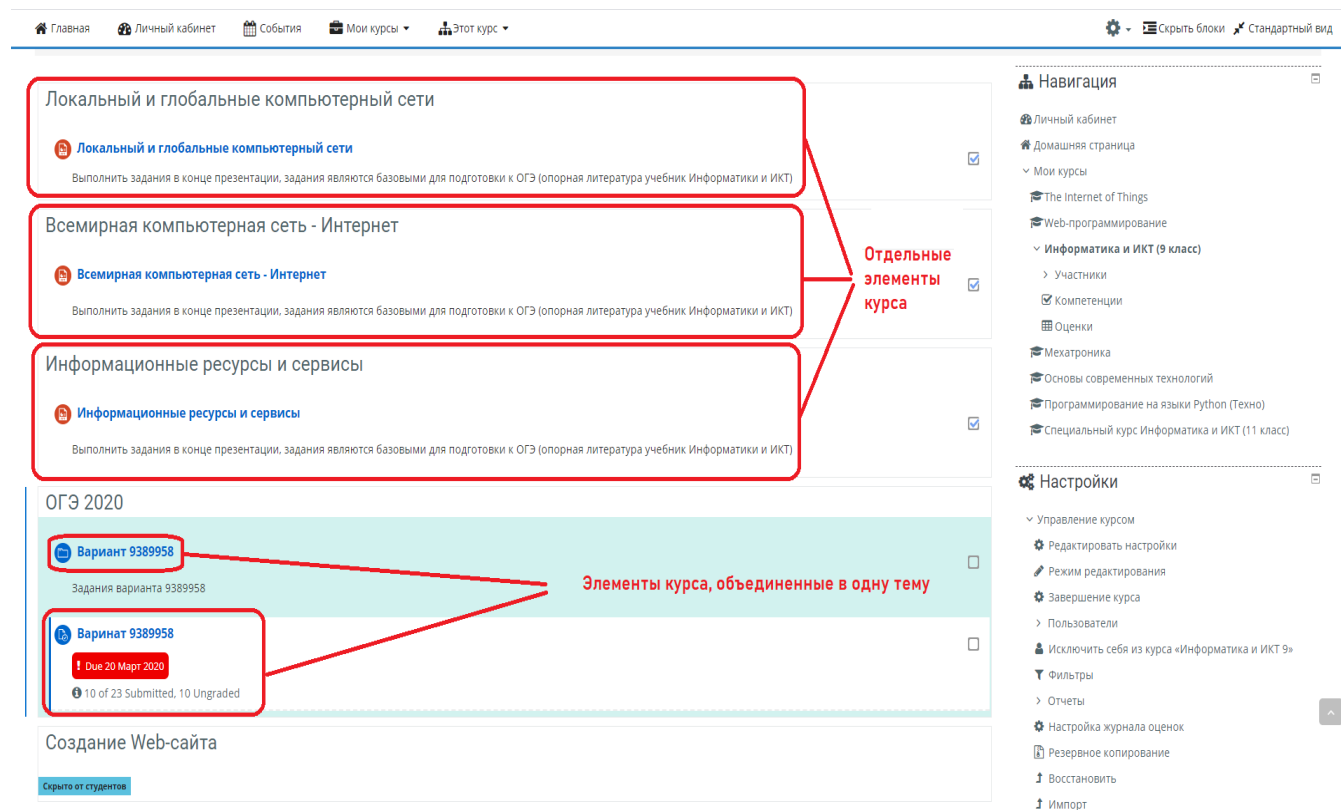 Главная
Личный кабинет
События
Мои курсы
Этот курс
Скрыть блоки
Стандартный вид
Локальный и глобальные компьютерный сети
Локальный и глобальные компьютерный сети
Выполнить задания в конце презентации, задания являются базовыми для подготовки к ОГЭ (опорная литература учебник Информатики и ИКТ)
Всемирная компьютерная сеть - Интернет
Всемирная компьютерная сеть - Интернет
Выполнить задания в конце презентации, задания являются базовыми для подготовки к ОГЭ (опорная литература учебник Информатики и ИКТ)
Информационные ресурсы и сервисы
Информационные ресурсы и сервисы
Выполнить задания в конце презентации, задания являются базовыми для подготовки к ОГЭ (опорная литература учебник Информатики и ИКТ)
Отдельные
элементы
курса
ОГЭ 2020
Вариант 9389958
Задания варианта 9389958
Варинат 9389958
Due 20 Март 2020
10 of 23 Submitted, 10 Ungraded
Элементы курса, объединенные в одну тему
Создание Web-сайта
Скрыто от студентов
Навигация
Личный кабинет
Домашняя страница
Мои курсы
The Internet of Things
Web-программирование
Информатика и ИКТ (9 класс)
Участники
Компетенции
Оценки
Мехатроника
Основы современных технологий
Программирование на языки Python (Техно)
Специальный курс Информатика и ИКТ (11 класс)
Настройки
Управление курсом
Редактировать настройки
Режим редактирования
Завершение курса
Пользователи
Исключить себя из курса «Информатика и ИКТ 9»
Фильтры
Отчеты
Настройка журнала оценок
Резервное копирование
Восстановить
Импорт